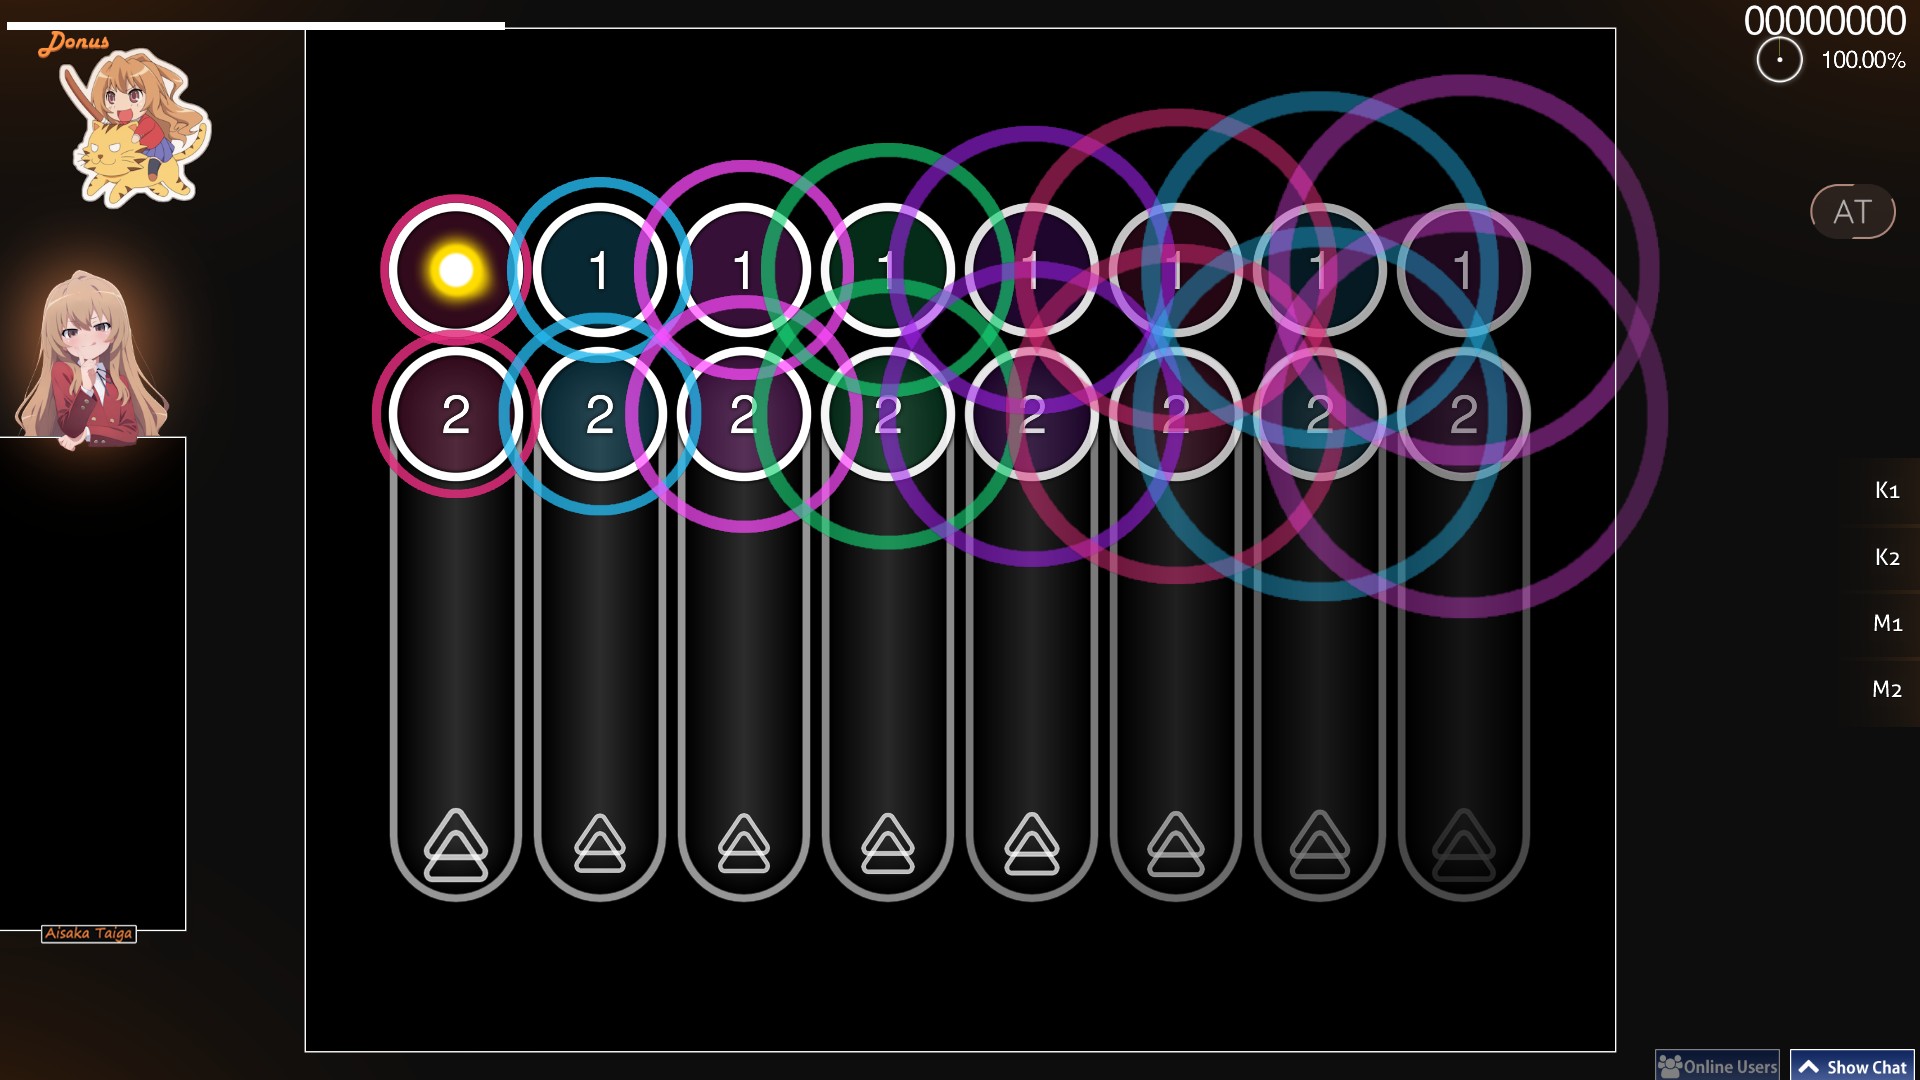 00000000
Donus
100.00%
AT
1 1 1 1 1 1 1
2 2 2 2 2 2 2 2
K1
K2
M1
M2
Aisaka Taiga
Online Users
Show Chat